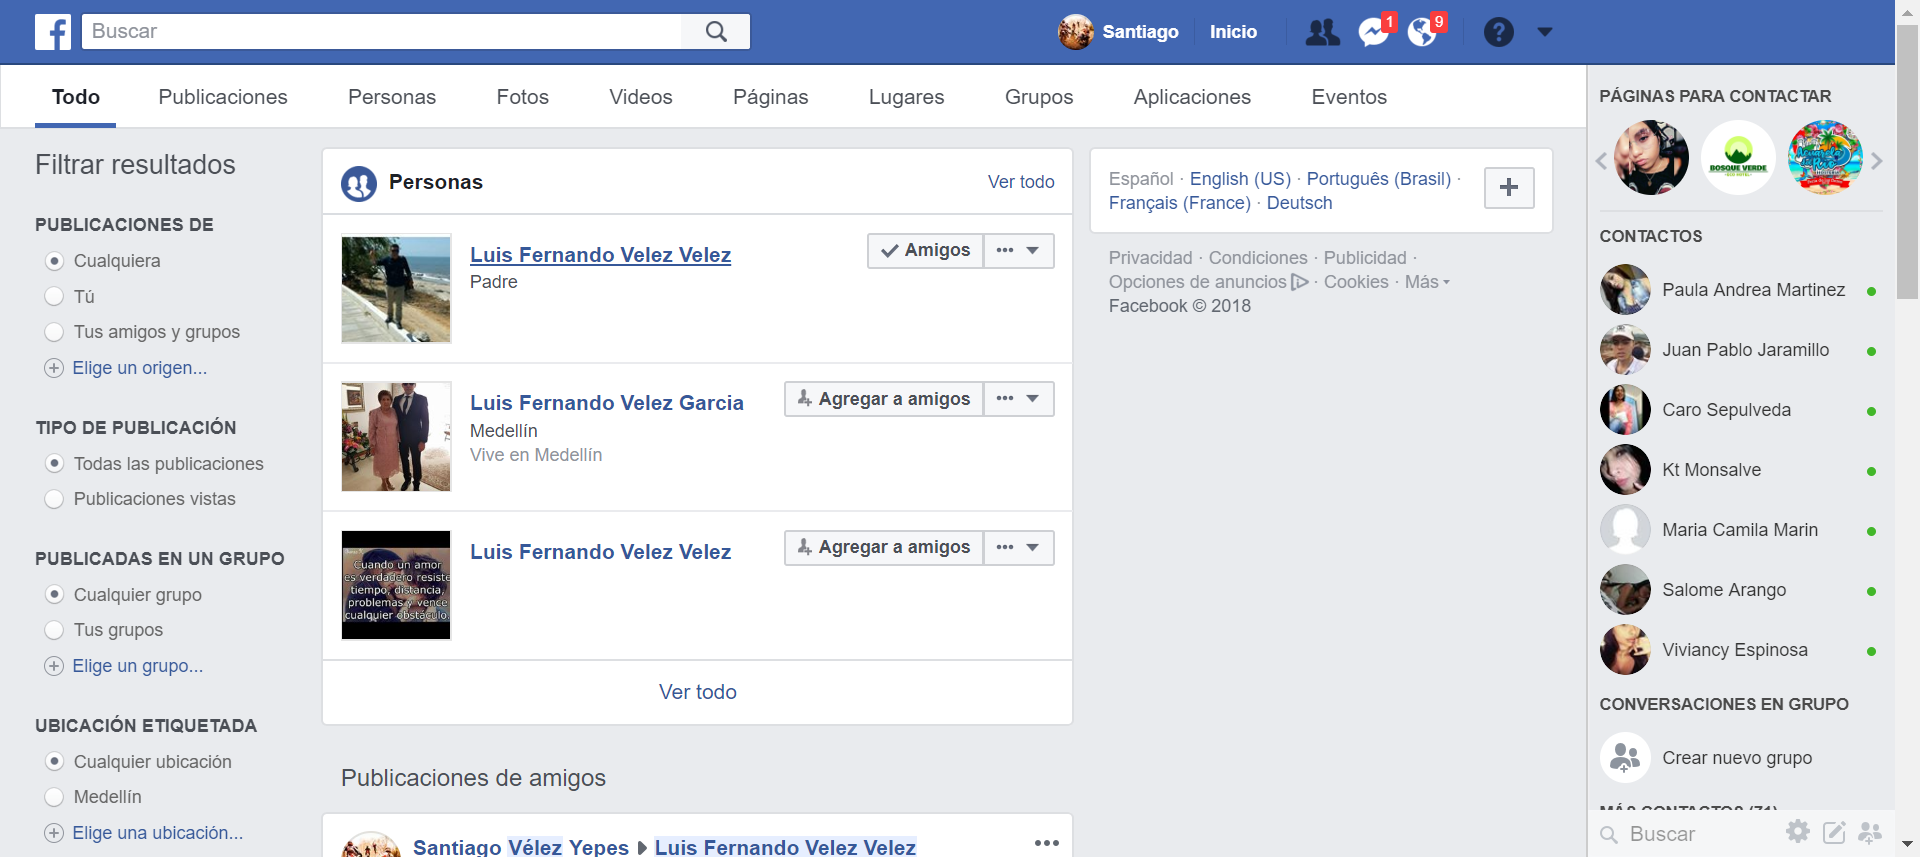 Buscar
Santiago
Inicio
1
9
Todo
Publicaciones
Personas
Fotos
Videos
Páginas
Lugares
Grupos
Aplicaciones
Eventos
Filtrar resultados
PUBLICACIONES DE
Cualquiera
Tú
Tus amigos y grupos
Elige un origen...
TIPO DE PUBLICACIÓN
Todas las publicaciones
Publicaciones vistas
PUBLICADAS EN UN GRUPO
Cualquier grupo
Tus grupos
Elige un grupo...
UBICACIÓN ETIQUETADA
Cualquier ubicación
Medellín
Elige una ubicación...
Personas
Ver todo
Luis Fernando Velez Velez
Padre
Amigos
Luis Fernando Velez Garcia
Medellín
Vive en Medellín
Agregar a amigos
Cuando un amor
es verdadero resiste
tiempo, distancia,
problemas y vence
cualquier obstáculo.
Luis Fernando Velez Velez
Agregar a amigos
Ver todo
Publicaciones de amigos
Santiago Vélez Yepes Luis Fernando Velez Velez
Español · English (US) · Português (Brasil) ·
Français (France) · Deutsch
Privacidad · Condiciones · Publicidad ·
Opciones de anuncios · Cookies · Más
Facebook © 2018
PÁGINAS PARA CONTACTAR
BOSQUE VERDE
CONTACTOS
Paula Andrea Martinez
Juan Pablo Jaramillo
Caro Sepulveda
Kt Monsalve
Maria Camila Marin
Salome Arango
Viviancy Espinosa
CONVERSACIONES EN GRUPO
Crear nuevo grupo
MÁS CONTACTOS (71)
Buscar